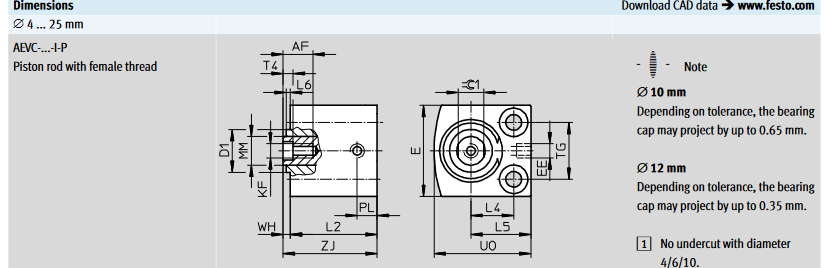 Dimensions
Download CAD data ➔ www.festo.com
∅ 4 ... 25 mm
AEVC-...-I-P
Piston rod with female thread
AF
T4
L6
D1
MM
KF
WH
L2
PL
ZJ
=C1
E
EE
TG
L4
L5
UO
Note
∅ 10 mm
Depending on tolerance, the bearing
cap may project by up to 0.65 mm.
∅ 12 mm
Depending on tolerance, the bearing
cap may project by up to 0.35 mm.
1 No undercut with diameter
4/6/10.